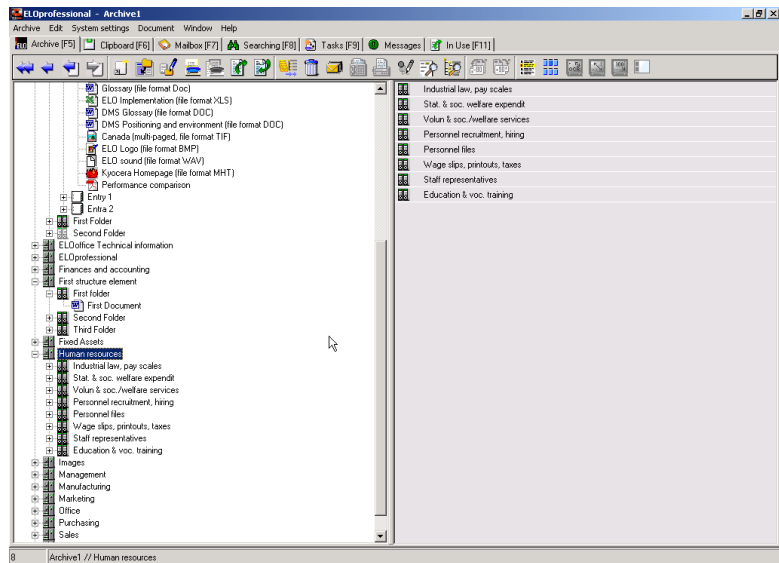 ELOprofessional - Archive1
Archive Edit System settings Document Window Help
Archive [F5] Clipboard [F6] Mailbox [F7] Searching [F8] Tasks [F9] Messages In Use [F11]
Glossary (file format Doc)
ELO Implementation (file format XLS)
DMS Glossary (file format DOC)
DMS Positioning and environment (file format DOC)
Canada (multi-paged, file format TIF)
ELO Logo (file format BMP)
ELO sound (file format WAV)
Kyocera Homepage (file format MHT)
Performance comparison
Entry 1
Entra 2
First Folder
Second Folder
ELOoffice Technical information
ELOprofessional
Finances and accounting
First structure element
First folder
First Document
Second Folder
Third Folder
Fixed Assets
Human resources
Industrial law, pay scales
Stat. & soc. welfare expendit
Volun & soc./welfare services
Personnel recruitment, hiring
Personnel files
Wage slips, printouts, taxes
Staff representatives
Education & voc. training
Images
Management
Manufacturing
Marketing
Office
Purchasing
Sales
Industrial law, pay scales
Stat. & soc. welfare expendit
Volun & soc./welfare services
Personnel recruitment, hiring
Personnel files
Wage slips, printouts, taxes
Staff representatives
Education & voc. training
8 Archive1 // Human resources